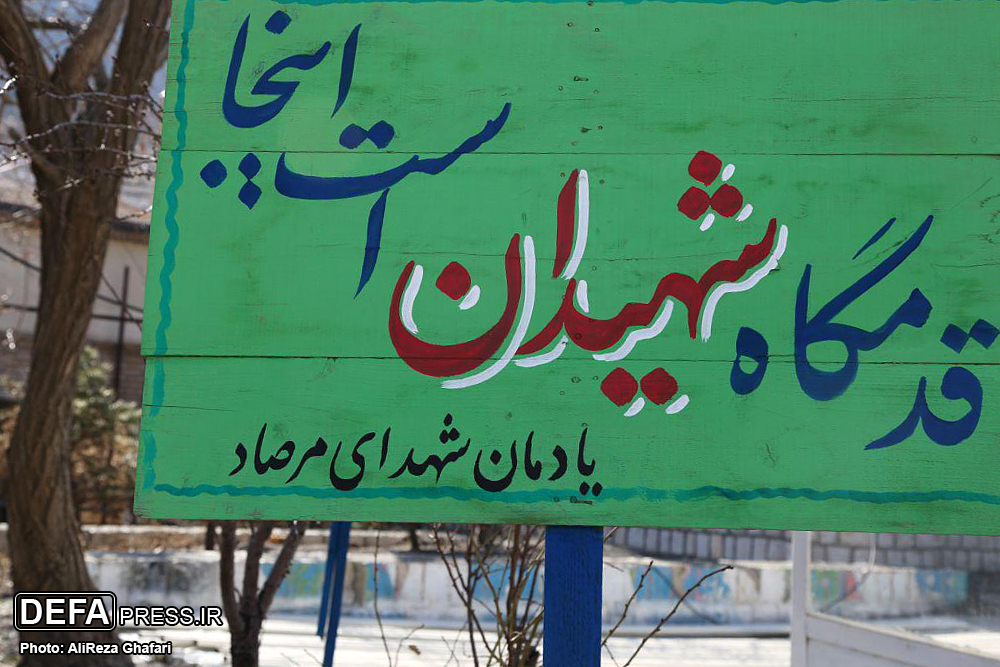 قدمگاه شهیدان است اینجا
یادمان شهدای مرصاد
DEFAPRESS.IR
Photo: AliReza Ghafari